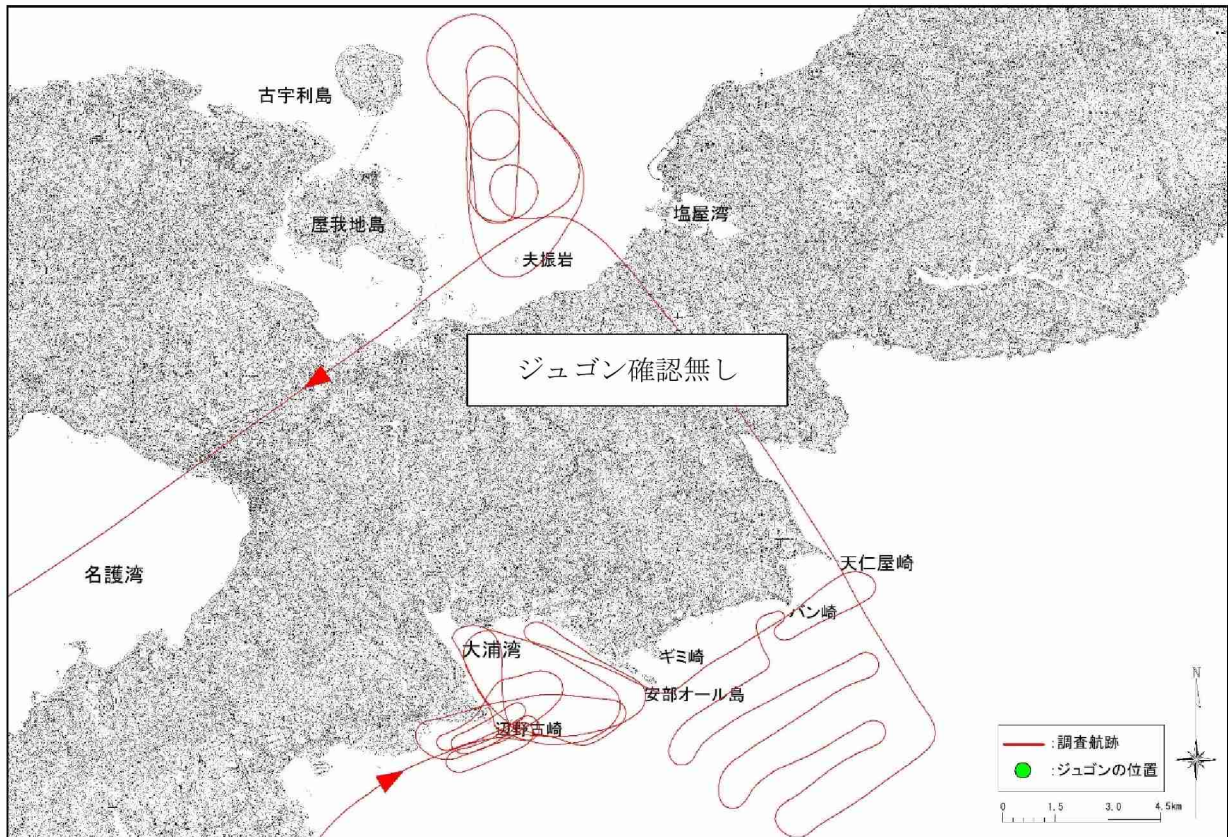 古宇利島
屋我地島
塩屋湾
夫振岩
ジュゴン確認無し
名護湾
天仁屋崎
バン崎
大浦湾
ギミ崎
安部オール島
辺野古崎
N
:調査航跡
:ジュゴンの位置
0 1.5 3.0 4.5km